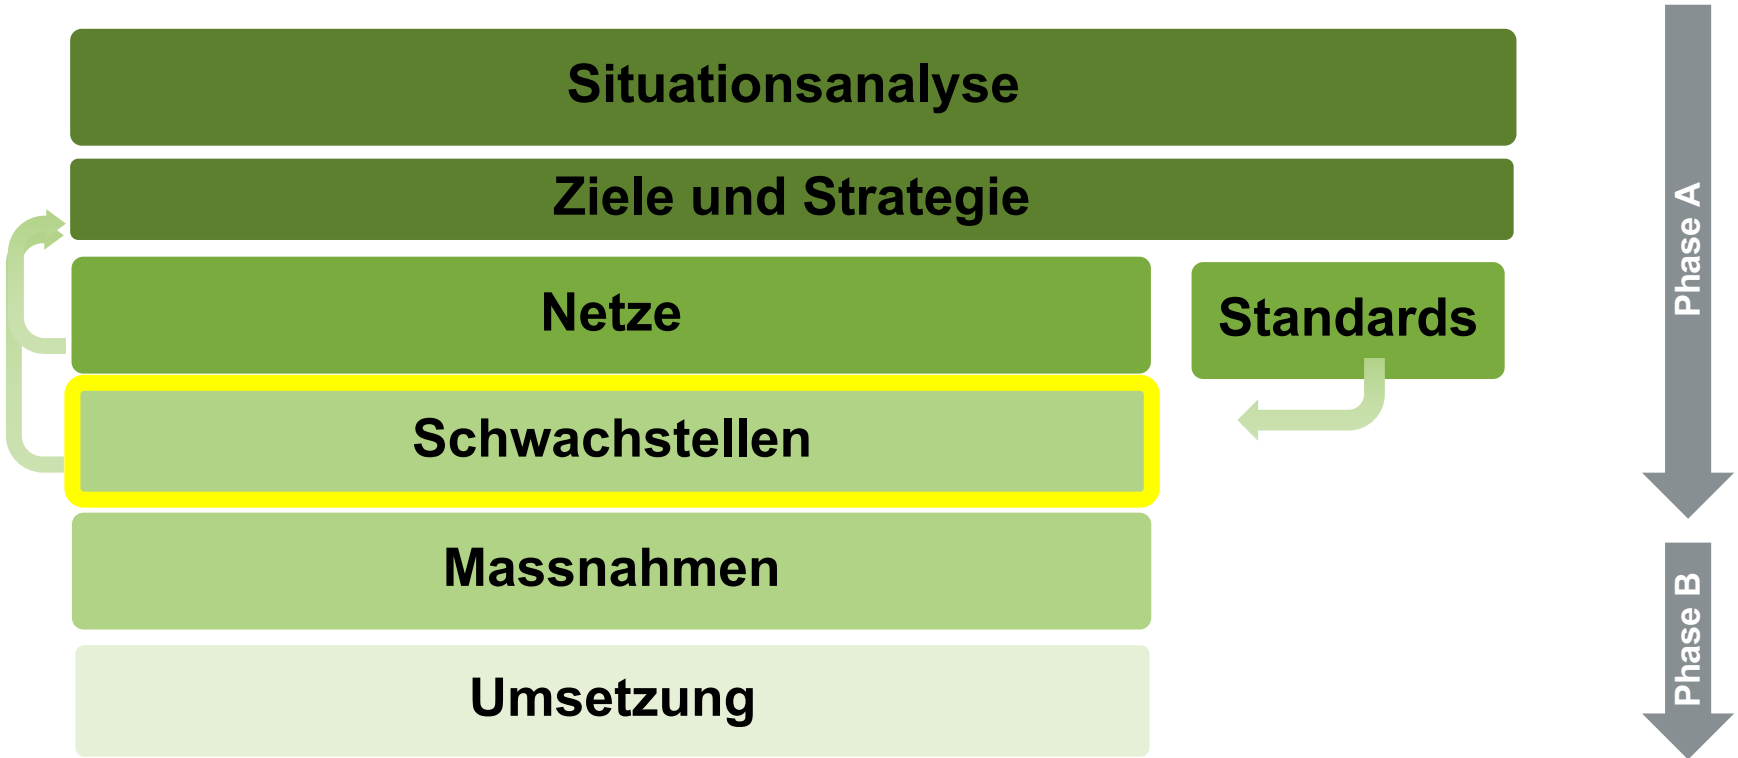 Situationsanalyse
Ziele und Strategie
Netze
Standards
Schwachstellen
Massnahmen
Umsetzung
Phase A
Phase B